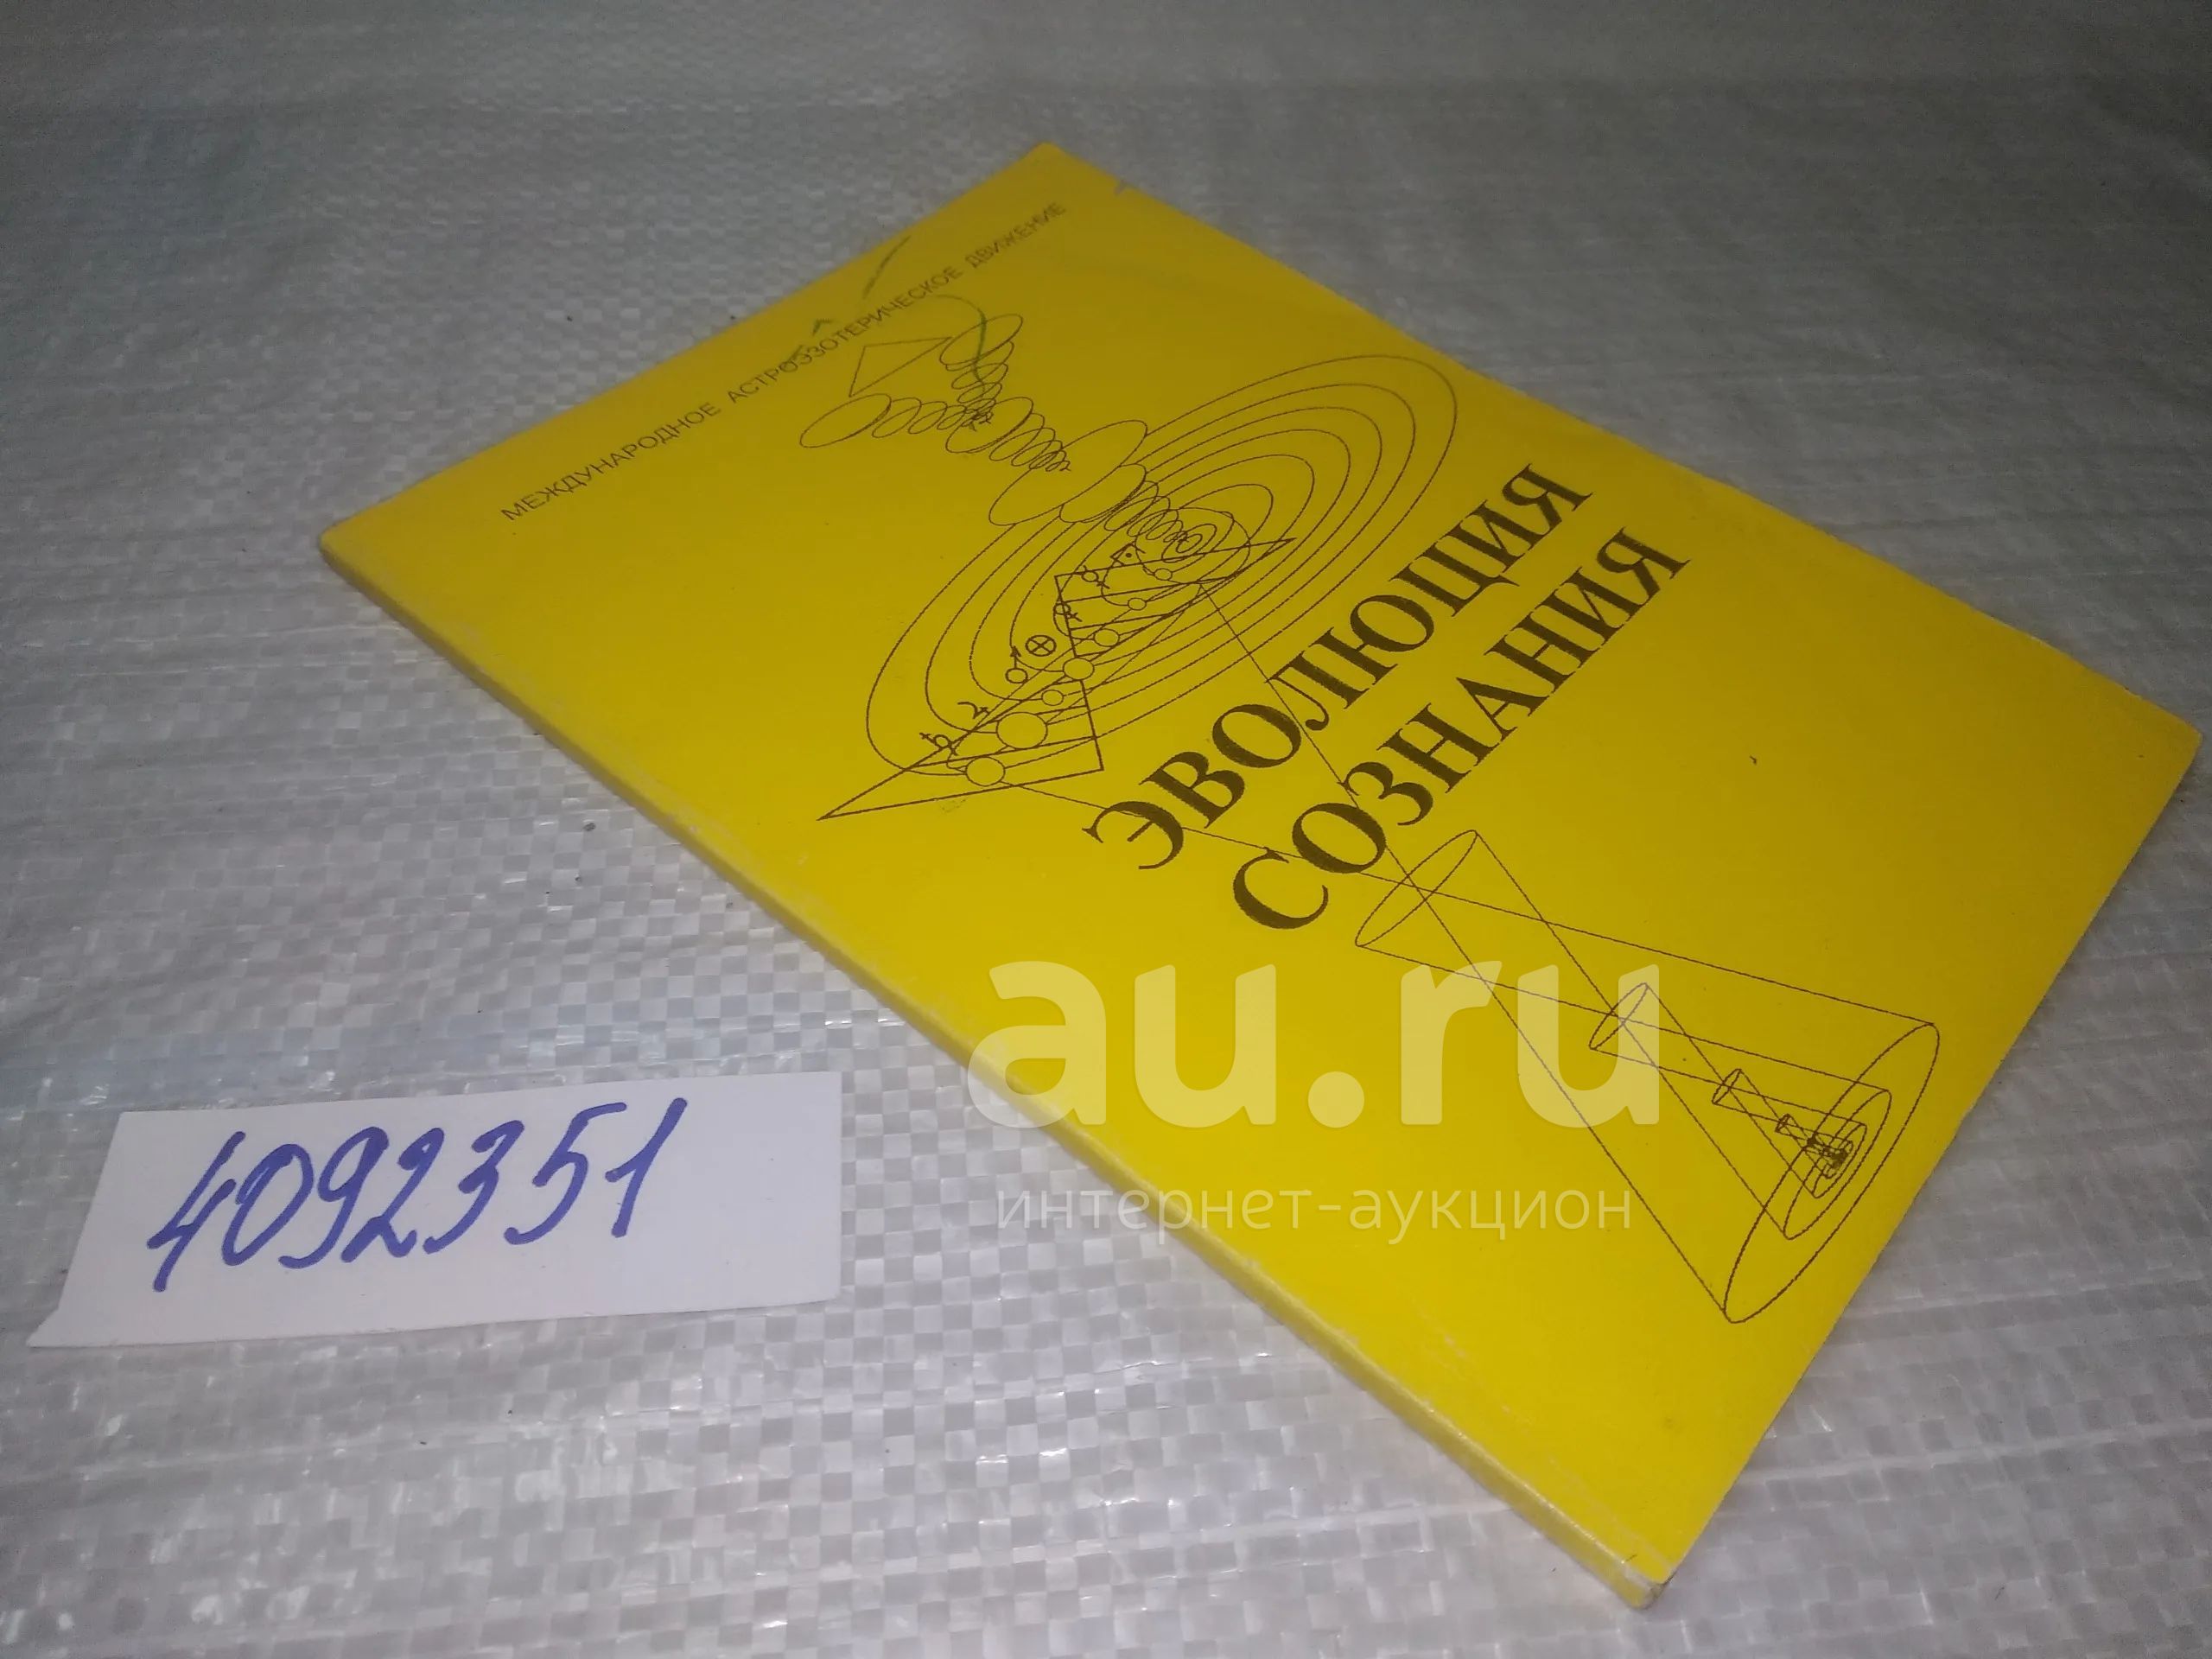 МЕЖДУНАРОДНОЕ АСТРОЭЗОТЕРИЧЕСКОЕ ДВИЖЕНИЕ
ЭВОЛЮЦИЯ
СОЗНАНИЯ
au.ru
интернет-аукцион
4092351